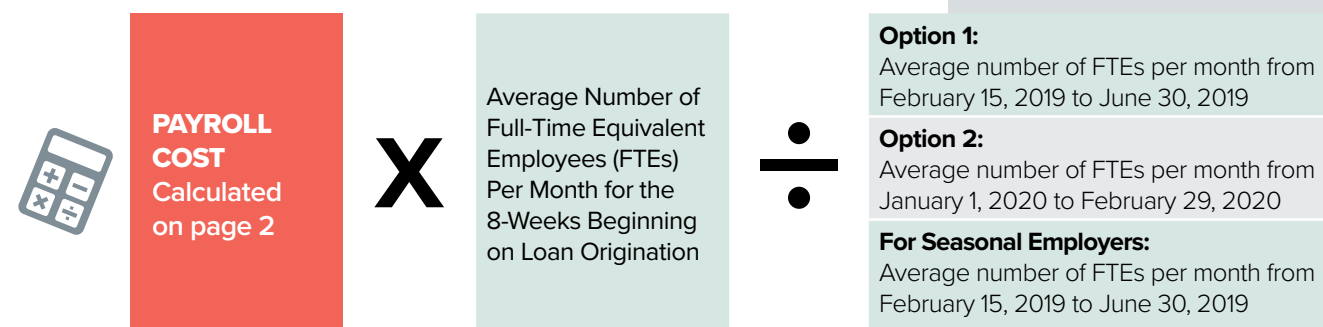 PAYROLL
COST
Calculated
on page 2
X
Average Number of
Full-Time Equivalent
Employees (FTEs)
Per Month for the
8-Weeks Beginning
on Loan Origination
÷
Option 1:
Average number of FTEs per month from
February 15, 2019 to June 30, 2019
Option 2:
Average number of FTEs per month from
January 1, 2020 to February 29, 2020
For Seasonal Employers:
Average number of FTEs per month from
February 15, 2019 to June 30, 2019